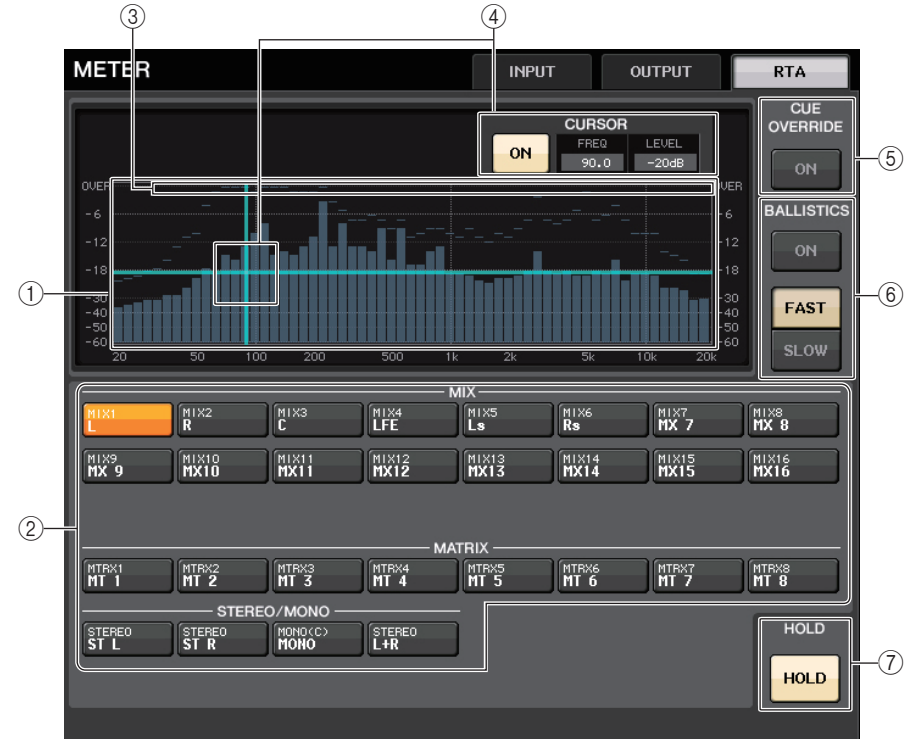 ③ ④
METER INPUT OUTPUT RTA
CURSOR
ON FREQ LEVEL
90.0 -20dB
CUE
OVERRIDE
ON
⑤
OVER OVER
-6 -6
-12 -12
-18 -18
-30 -30
-40 -40
-50 -50
-60 -60
20 50 100 200 500 1k 2k 5k 10k 20k
①
BALLISTICS
ON
FAST
SLOW
⑥
MIX
MIX1 MIX2 MIX3 MIX4 MIX5 MIX6 MIX7 MIX8
L R C LFE Ls Rs MX 7 MX 8
MIX9 MIX10 MIX11 MIX12 MIX13 MIX14 MIX15 MIX16
MX 9 MX10 MX11 MX12 MX13 MX14 MX15 MX16
②
MATRIX
MTRX1 MTRX2 MTRX3 MTRX4 MTRX5 MTRX6 MTRX7 MTRX8
MT 1 MT 2 MT 3 MT 4 MT 5 MT 6 MT 7 MT 8
STEREO/MONO
STEREO STEREO MONO(C) STEREO
ST L ST R MONO L+R
HOLD
HOLD
⑦